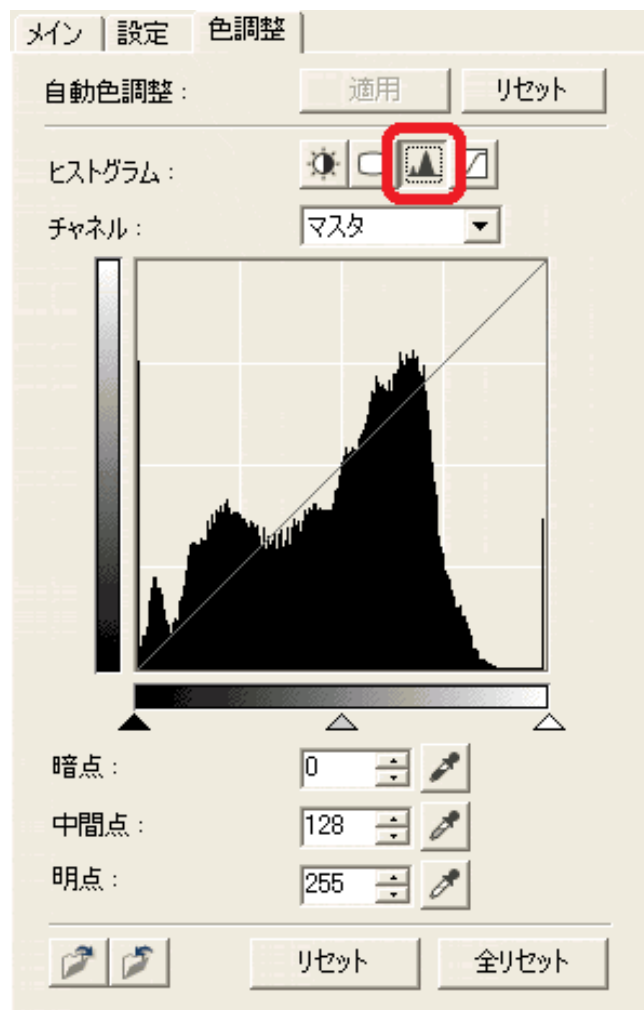 メイン 設定 色調整
自動色調整： 適用 リセット
ヒストグラム：
チャネル： マスタ
暗点： 0
中間点： 128
明点： 255
リセット 全リセット